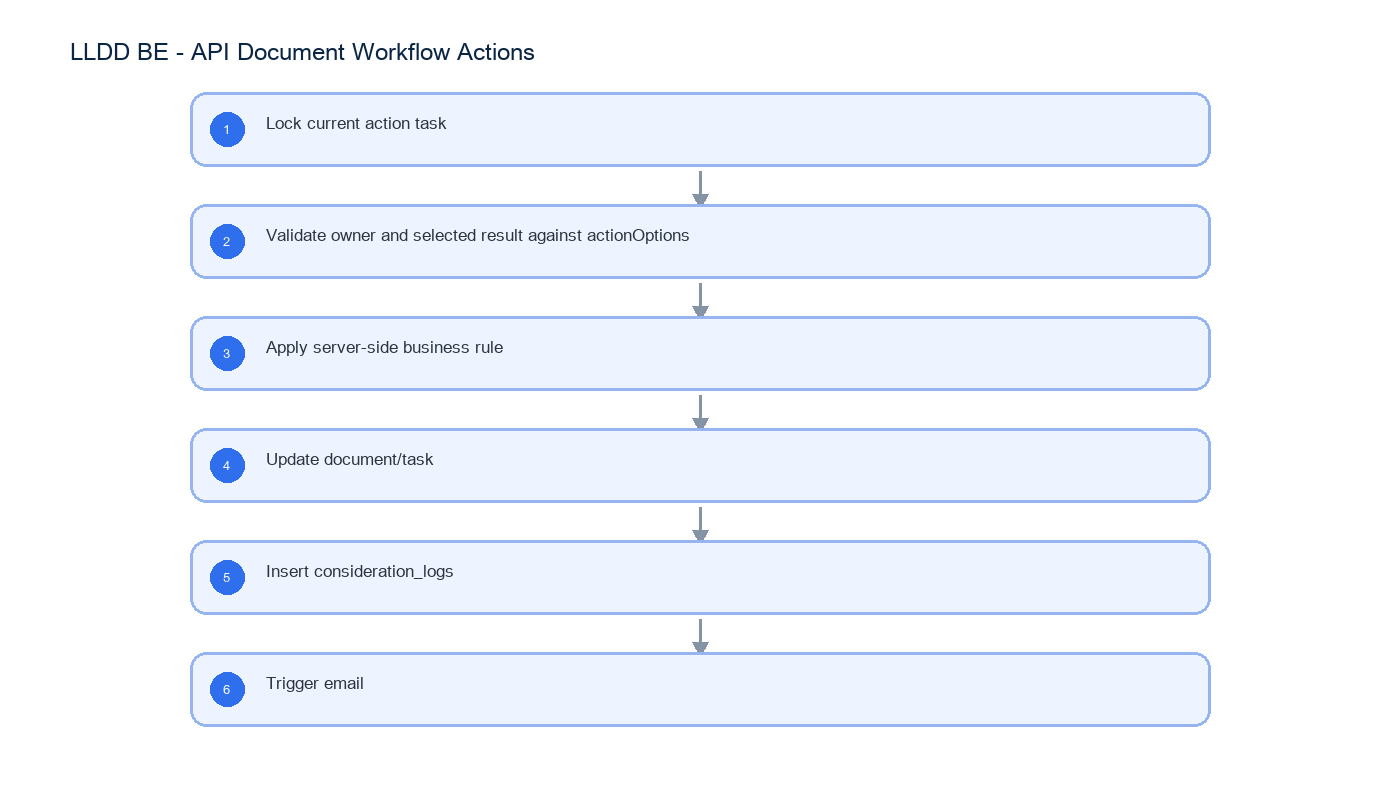 LLDD BE - API Document Workflow Actions
1 Lock current action task
2 Validate owner and selected result against actionOptions
3 Apply server-side business rule
4 Update document/task
5 Insert consideration_logs
6 Trigger email